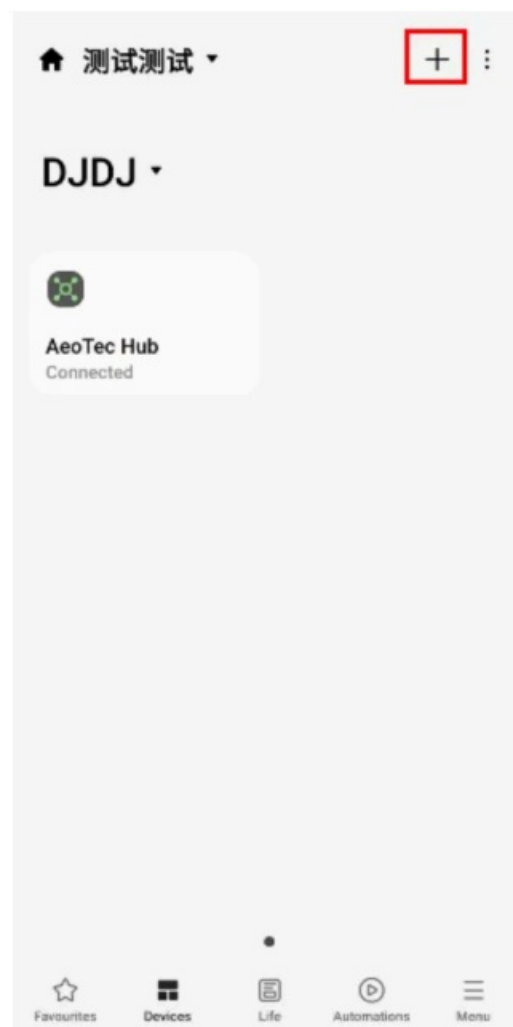 测试测试
DJDJ
AeoTec Hub
Connected
Favourites Devices Life Automations Menu